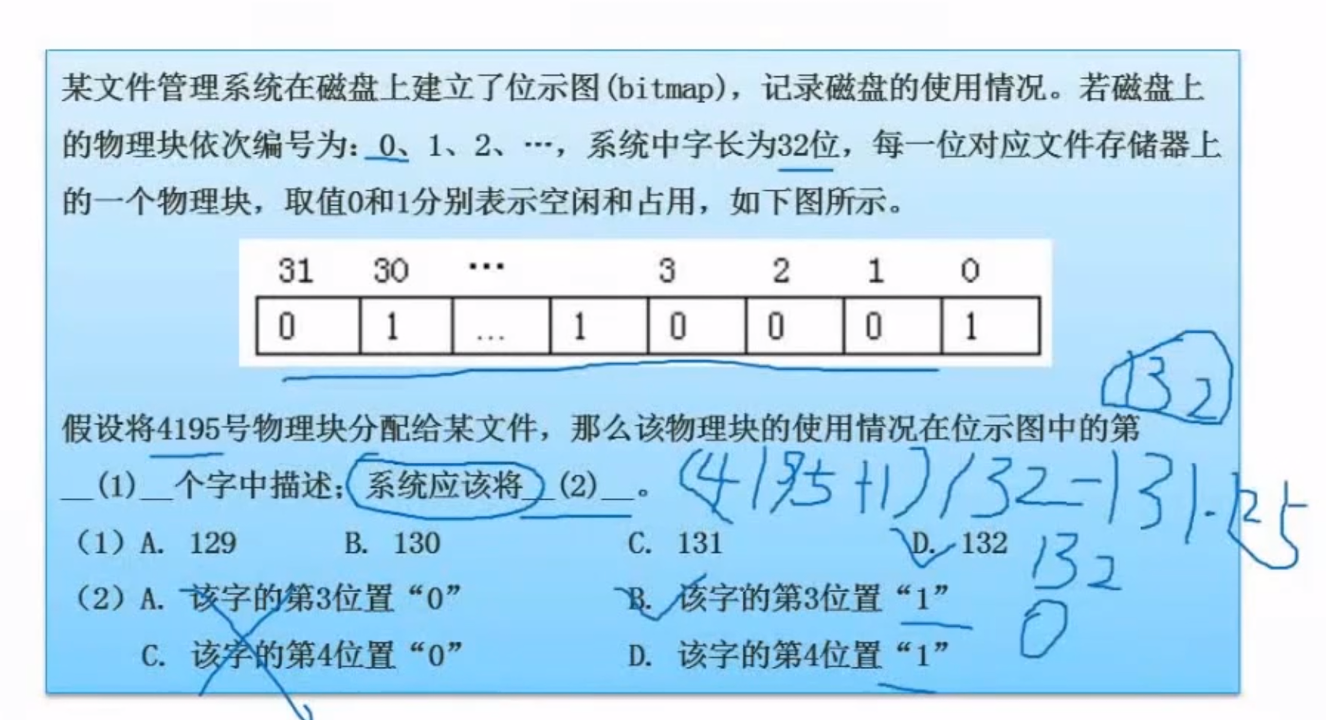 某文件管理系统在磁盘上建立了位示图(bitmap)，记录磁盘的使用情况。若磁盘上
的物理块依次编号为：0、1、2、…，系统中字长为32位，每一位对应文件存储器上
的一个物理块，取值0和1分别表示空闲和占用，如下图所示。
31 30 … 3 2 1 0
0 1 … 1 0 0 0 1
132
假设将4195号物理块分配给某文件，那么该物理块的使用情况在位示图中的第
__(1)__个字中描述；系统应该将__(2)__。
(4195+1)/32=131.125
（1）A. 129 B. 130 C. 131 D. 132
132
（2）A. 该字的第3位置“0” B. 该字的第3位置“1”
0
C. 该字的第4位置“0” D. 该字的第4位置“1”